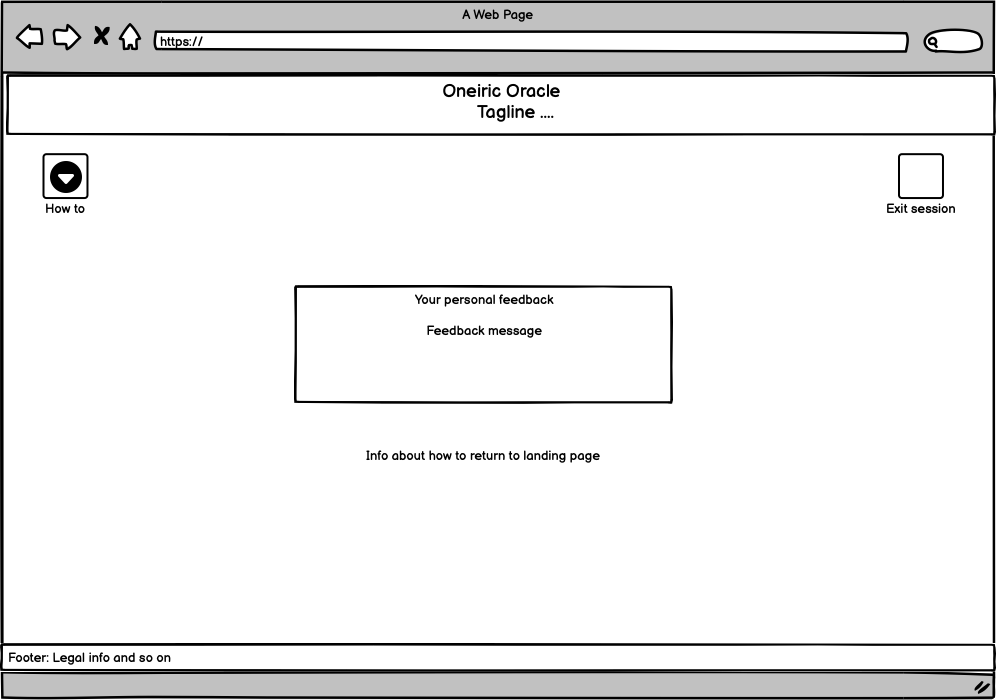 A Web Page
https://
Oneiric Oracle
Tagline ....
How to
Exit session
Your personal feedback
Feedback message
Info about how to return to landing page
Footer: Legal info and so on